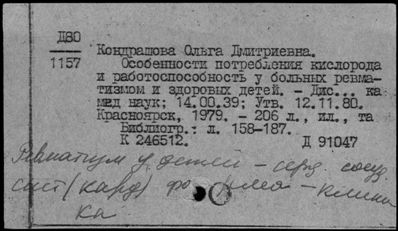 Д80
1157
Кондрашова Ольга Дмитриевна.
Особенности потребления кислорода
и работоспособность у больных ревма-
тизмом и здоровых детей. - Дис... ка
мед наук; 14.00.39; Утв. 12.11.80.
Красноярск, 1979. - 206 л., ил., та
Библиогр.: л. 158-187.
К 246512. Д 91047
Ревматизм у детей - серд. сосуд
сист (кард)
клини
ка